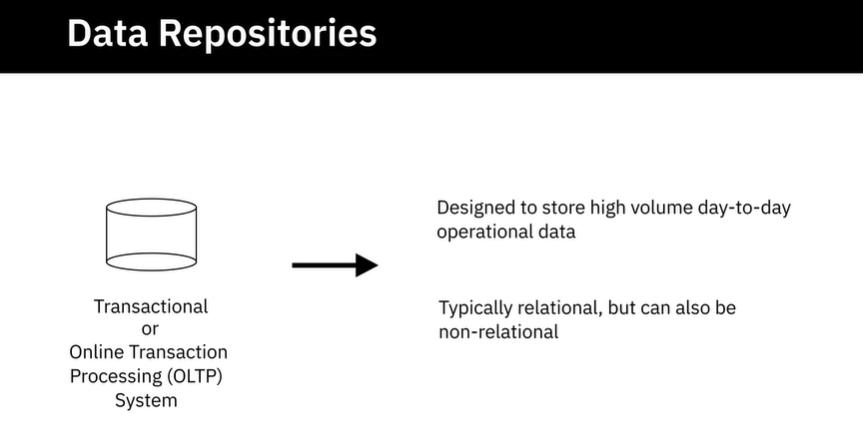 Data Repositories
Designed to store high volume day-to-day
operational data
Transactional
or
Online Transaction
Processing (OLTP)
System
Typically relational, but can also be
non-relational